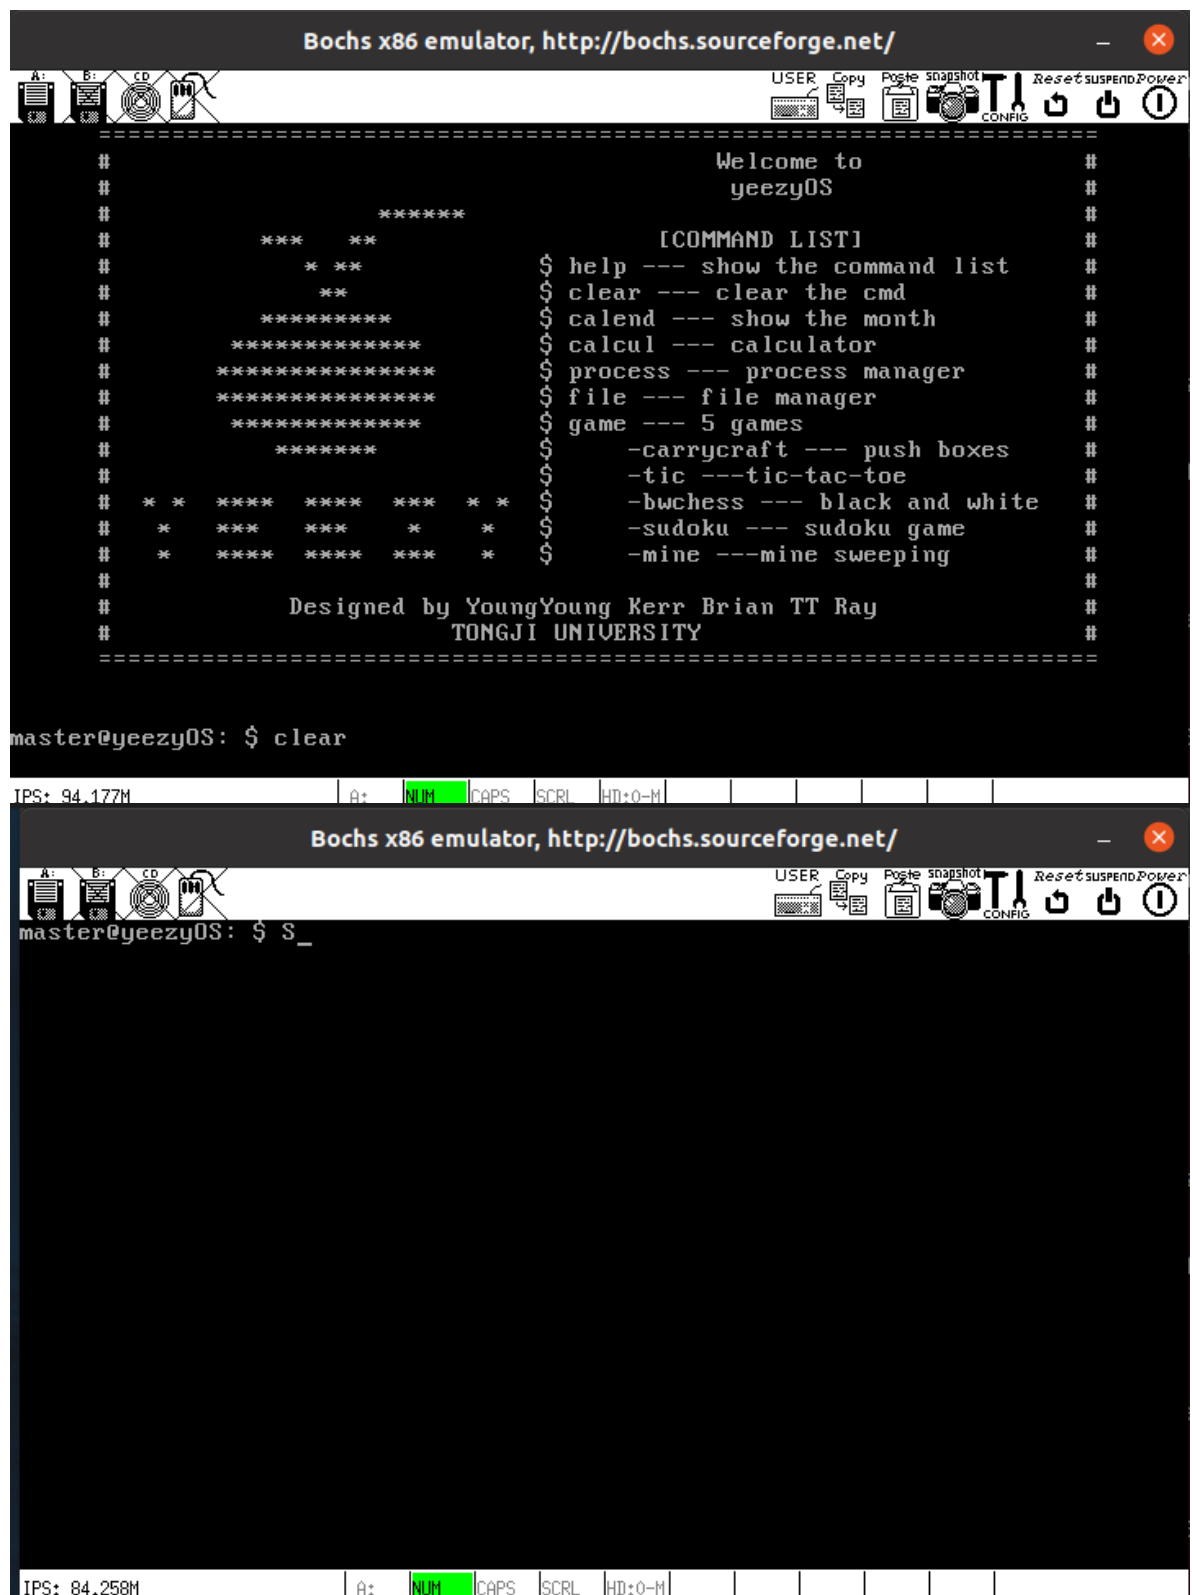 Bochs x86 emulator, http://bochs.sourceforge.net/
A: B: CD USER Copy Paste snapshot CONFIG Reset SUSPEND Power
======================================================================
# Welcome to #
# yeezyOS #
# ****** #
# *** ** [COMMAND LIST] #
# * ** $ help --- show the command list #
# ** $ clear --- clear the cmd #
# ********* $ calend --- show the month #
# ************* $ calcul --- calculator #
# *************** $ process --- process manager #
# *************** $ file --- file manager #
# ************* $ game --- 5 games #
# ******* $ -carrycraft --- push boxes #
# $ -tic ---tic-tac-toe #
# * * **** **** *** * * $ -bwchess --- black and white #
# * *** *** * * $ -sudoku --- sudoku game #
# * **** **** *** * $ -mine ---mine sweeping #
# #
# Designed by YoungYoung Kerr Brian TT Ray #
# TONGJI UNIVERSITY #
======================================================================
master@yeezyOS: $ clear
IPS: 94.177M A: NUM CAPS SCRL HD:0-M
Bochs x86 emulator, http://bochs.sourceforge.net/
A: B: CD USER Copy Paste snapshot CONFIG Reset SUSPEND Power
master@yeezyOS: $ S_
IPS: 84.258M A: NUM CAPS SCRL HD:0-M